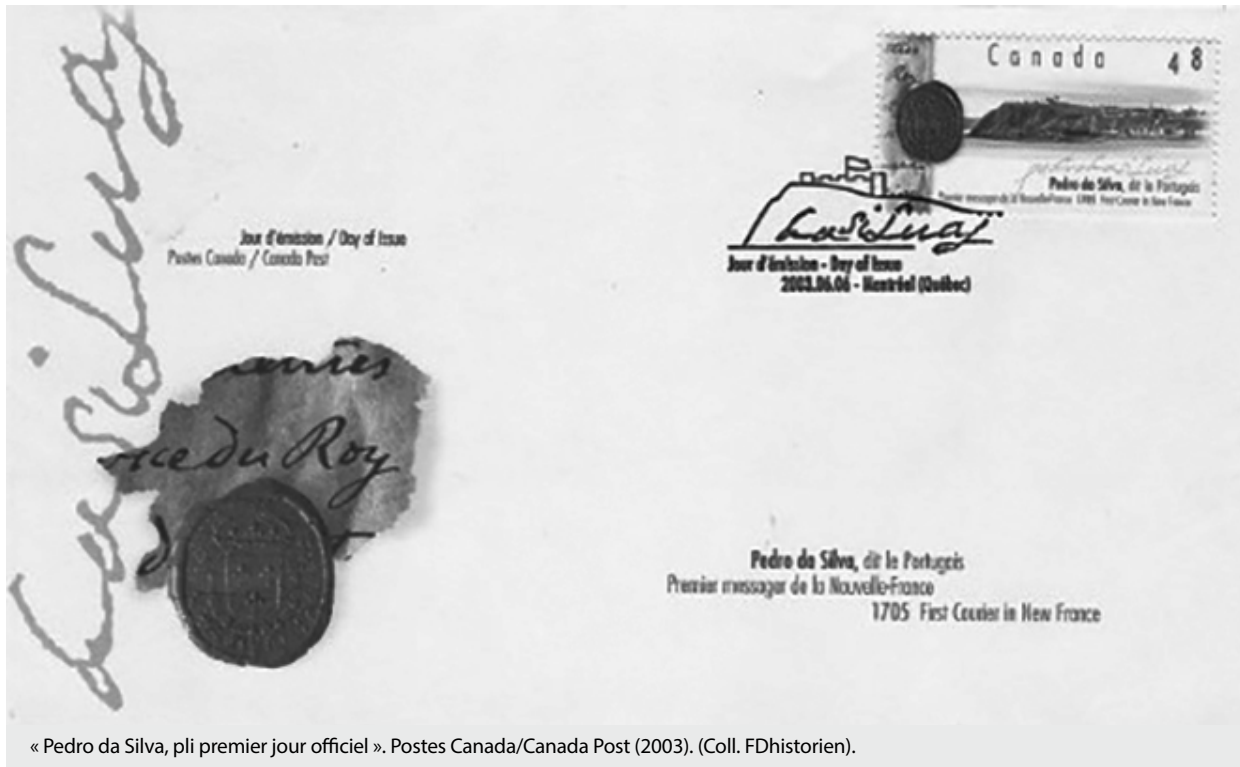 Canada 48
Pedro da Silva, dit le Portugais
Premier messager de la Nouvelle-France 1705 First Courier in New France
Jour d'émission / Day of Issue
Postes Canada / Canada Post
Jour d'émission - Day of Issue
2003.06.06 - Montréal (Québec)
du Roy
Pedro da Silva, dit le Portugais
Premier messager de la Nouvelle-France
1705 First Courier in New France
« Pedro da Silva, pli premier jour officiel ». Postes Canada/Canada Post (2003). (Coll. FDhistorien).